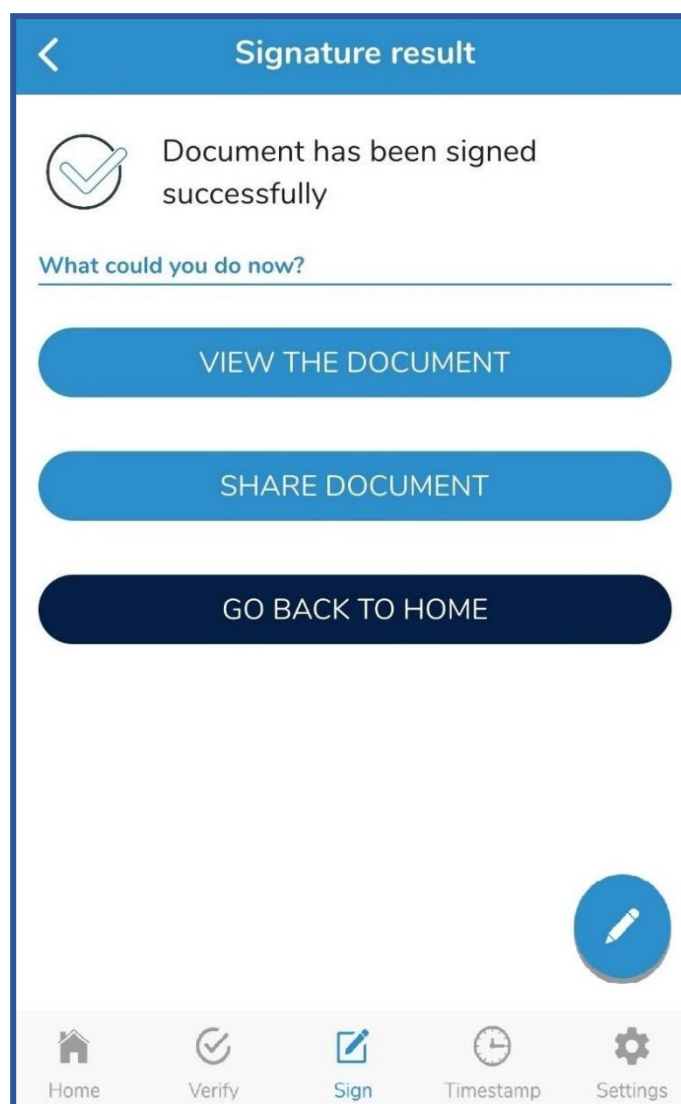 Signature result
Document has been signed
successfully
What could you do now?
VIEW THE DOCUMENT
SHARE DOCUMENT
GO BACK TO HOME
Home Verify Sign Timestamp Settings